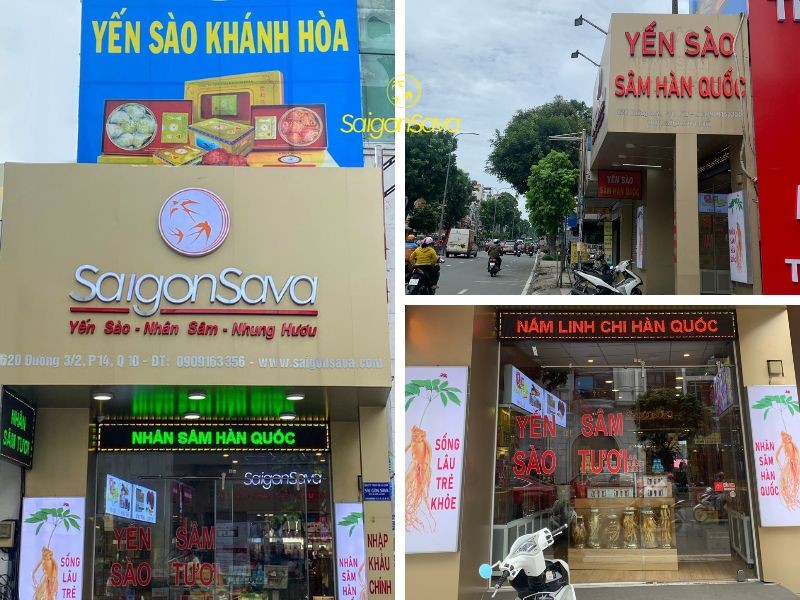 YẾN SÀO KHÁNH HÒA
SaigonSava
Yến Sào - Nhân Sâm - Nhung Hươu
620 Đường 3/2, P14, Q 10 - ĐT: 0909163356 - www.saigonsava.com
NHÂN
SÂM TƯƠI
NHÂN SÂM HÀN QUỐC
SaigonSava
YẾN SÂM
SÀO TƯƠI
SỐNG
LÂU
TRẺ
NHÂN
SÂM
HÀN
NHẬP
KHẨU
CHÍNH
SaigonSava
YẾN SÀO
SÂM HÀN QUỐC
YẾN SÀO
SÂM HÀN QUỐC
NẤM LINH CHI HÀN QUỐC
SỐNG
LÂU
TRẺ
KHỎE
YẾN SÂM
SÀO TƯƠI
NHÂN
SÂM
HÀN
QUỐC